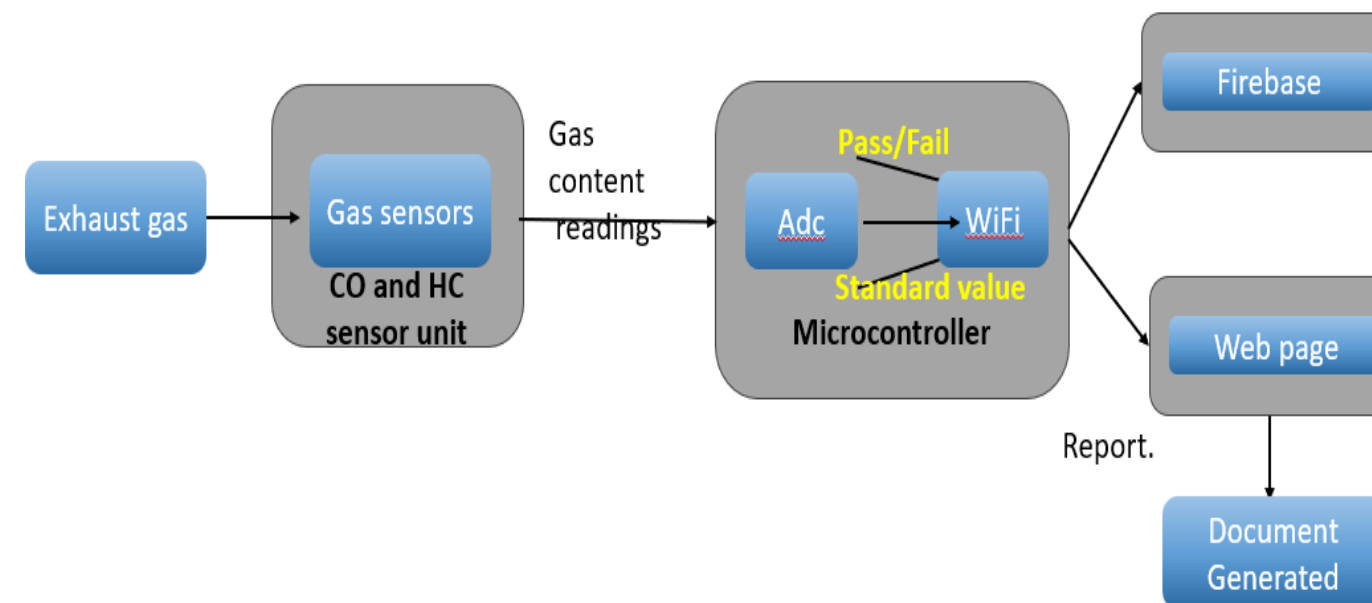 Exhaust gas
Gas sensors
CO and HC
sensor unit
Gas
content
readings
Pass/Fail
Adc
WiFi
Standard value
Microcontroller
Firebase
Web page
Report.
Document
Generated